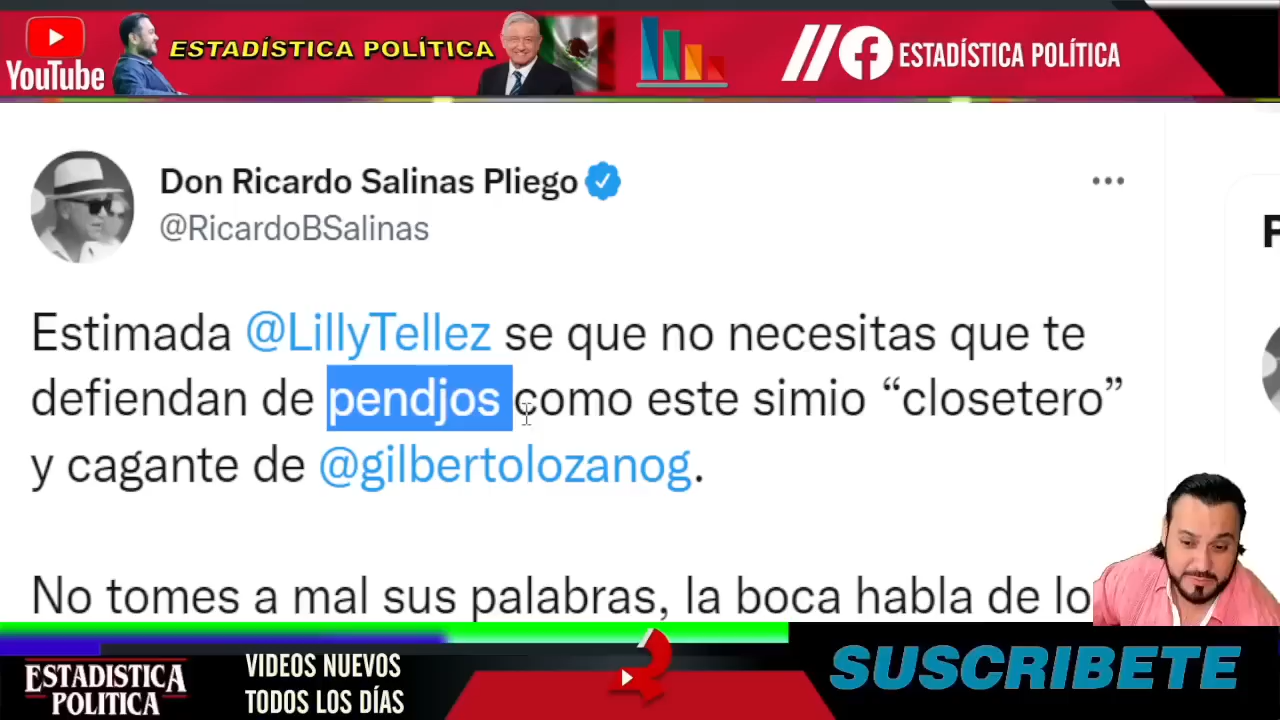 YouTube
ESTADÍSTICA POLÍTICA
ESTADÍSTICA POLÍTICA
Don Ricardo Salinas Pliego
@RicardoBSalinas
Estimada @LillyTellez se que no necesitas que te
defiendan de pendjos como este simio “closetero”
y cagante de @gilbertolozanog.
No tomes a mal sus palabras, la boca habla de lo
ESTADISTICA
POLÍTICA
VIDEOS NUEVOS
TODOS LOS DÍAS
SUSCRIBETE